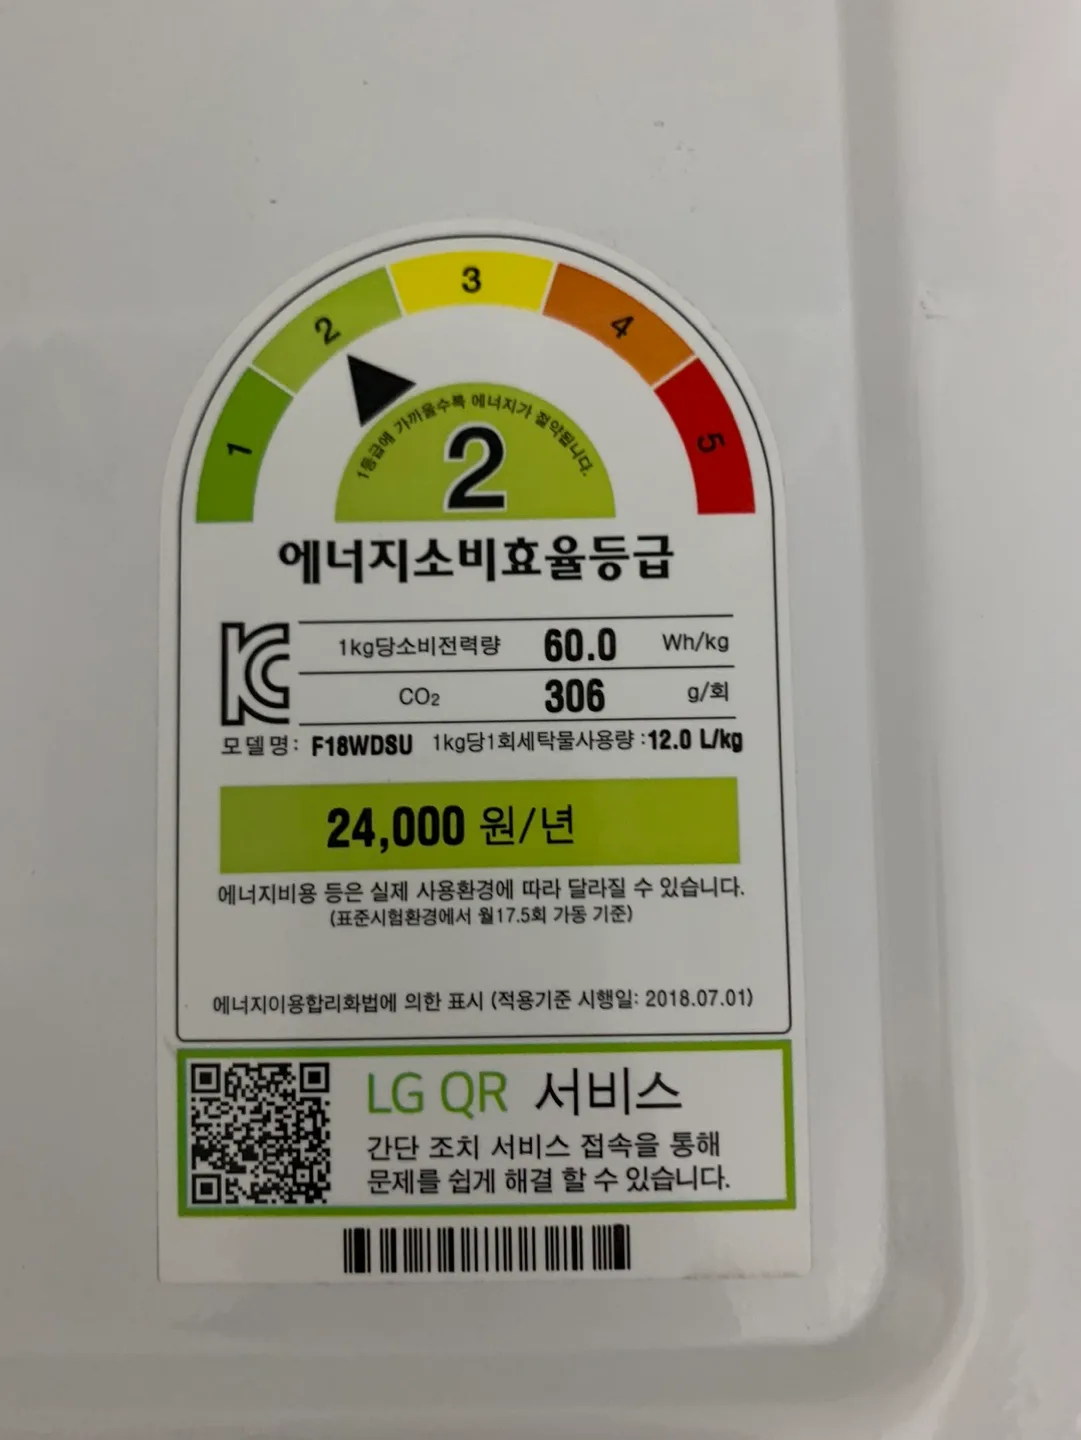 1 2 3 4 5
1등급에 가까울수록 에너지가 절약됩니다.
2
에너지소비효율등급
KC
1kg당소비전력량 60.0 Wh/kg
CO₂ 306 g/회
모델명: F18WDSU 1kg당1회세탁물사용량 :12.0 L/kg
24,000 원/년
에너지비용 등은 실제 사용환경에 따라 달라질 수 있습니다.
(표준시험환경에서 월17.5회 가동 기준)
에너지이용합리화법에 의한 표시 (적용기준 시행일: 2018.07.01)
LG QR 서비스
간단 조치 서비스 접속을 통해
문제를 쉽게 해결 할 수 있습니다.